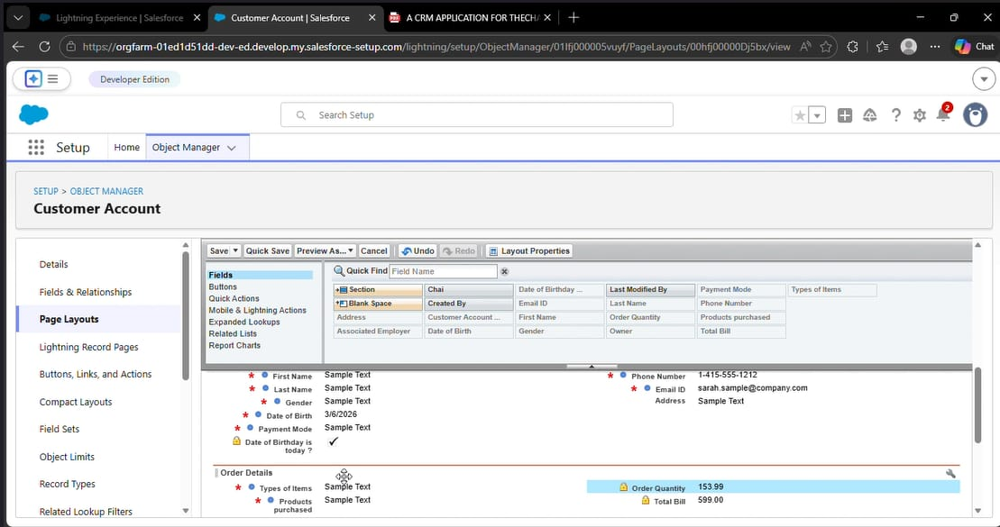 Lightning Experience | Salesforce
Customer Account | Salesforce
A CRM APPLICATION FOR THECHA
https://orgfarm-01ed1d51dd-dev-ed.develop.my.salesforce-setup.com/lightning/setup/ObjectManager/01Ifj000005vuyf/PageLayouts/00hfj00000Dj5bx/view
Chat
Developer Edition
Search Setup
2
Setup
Home
Object Manager
SETUP > OBJECT MANAGER
Customer Account
Details
Fields & Relationships
Page Layouts
Lightning Record Pages
Buttons, Links, and Actions
Compact Layouts
Field Sets
Object Limits
Record Types
Related Lookup Filters
Save Quick Save Preview As... Cancel Undo Redo Layout Properties
Fields
Buttons
Quick Actions
Mobile & Lightning Actions
Expanded Lookups
Related Lists
Report Charts
Quick Find Field Name
Section Chai Date of Birthday ... Last Modified By Payment Mode Types of Items
Blank Space Created By Email ID Last Name Phone Number
Address Customer Account ... First Name Order Quantity Products purchased
Associated Employer Date of Birth Gender Owner Total Bill
* First Name Sample Text * Phone Number 1-415-555-1212
* Last Name Sample Text * Email ID sarah.sample@company.com
* Gender Sample Text Address Sample Text
* Date of Birth 3/6/2026
* Payment Mode Sample Text
Date of Birthday is
today ?
Order Details
* Types of Items Sample Text Order Quantity 153.99
* Products Sample Text Total Bill 599.00
purchased